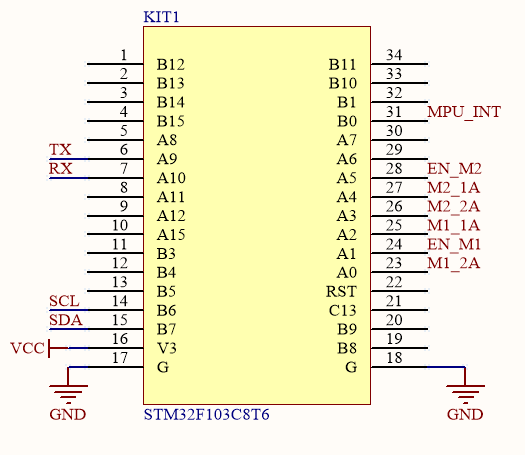 KIT1
1 B12 B11 34
2 B13 B10 33
3 B14 B1 32
4 B15 B0 31 MPU_INT
5 A8 A7 30
TX 6 A9 A6 29
RX 7 A10 A5 28 EN_M2
8 A11 A4 27 M2_1A
9 A12 A3 26 M2_2A
10 A15 A2 25 M1_1A
11 B3 A1 24 EN_M1
12 B4 A0 23 M1_2A
13 B5 RST 22
SCL 14 B6 C13 21
SDA 15 B7 B9 20
VCC 16 V3 B8 19
17 G G 18
GND STM32F103C8T6 GND